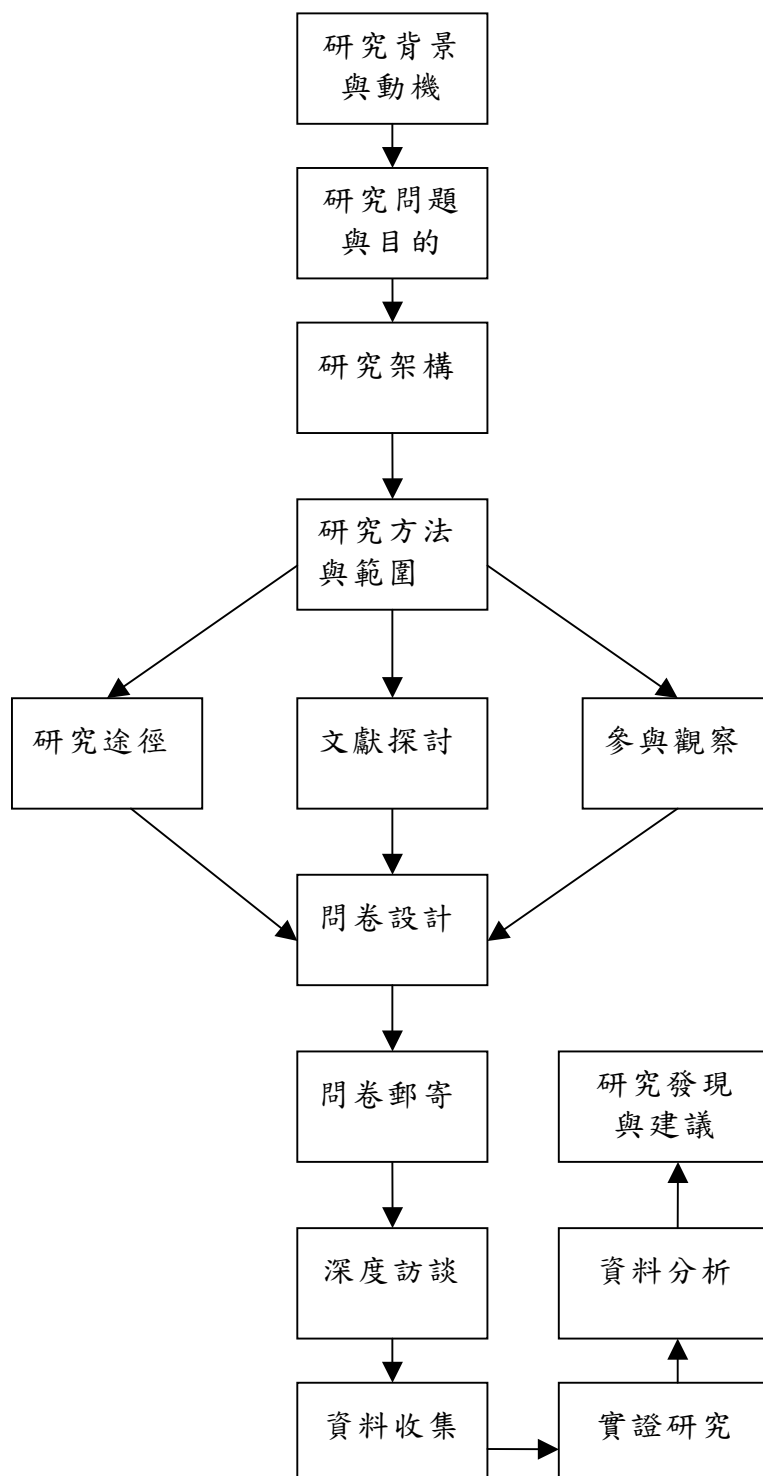 研究背景
與動機
研究問題
與目的
研究架構
研究方法
與範圍
研究途徑
文獻探討
參與觀察
問卷設計
問卷郵寄
研究發現
與建議
深度訪談
資料分析
資料收集
實證研究